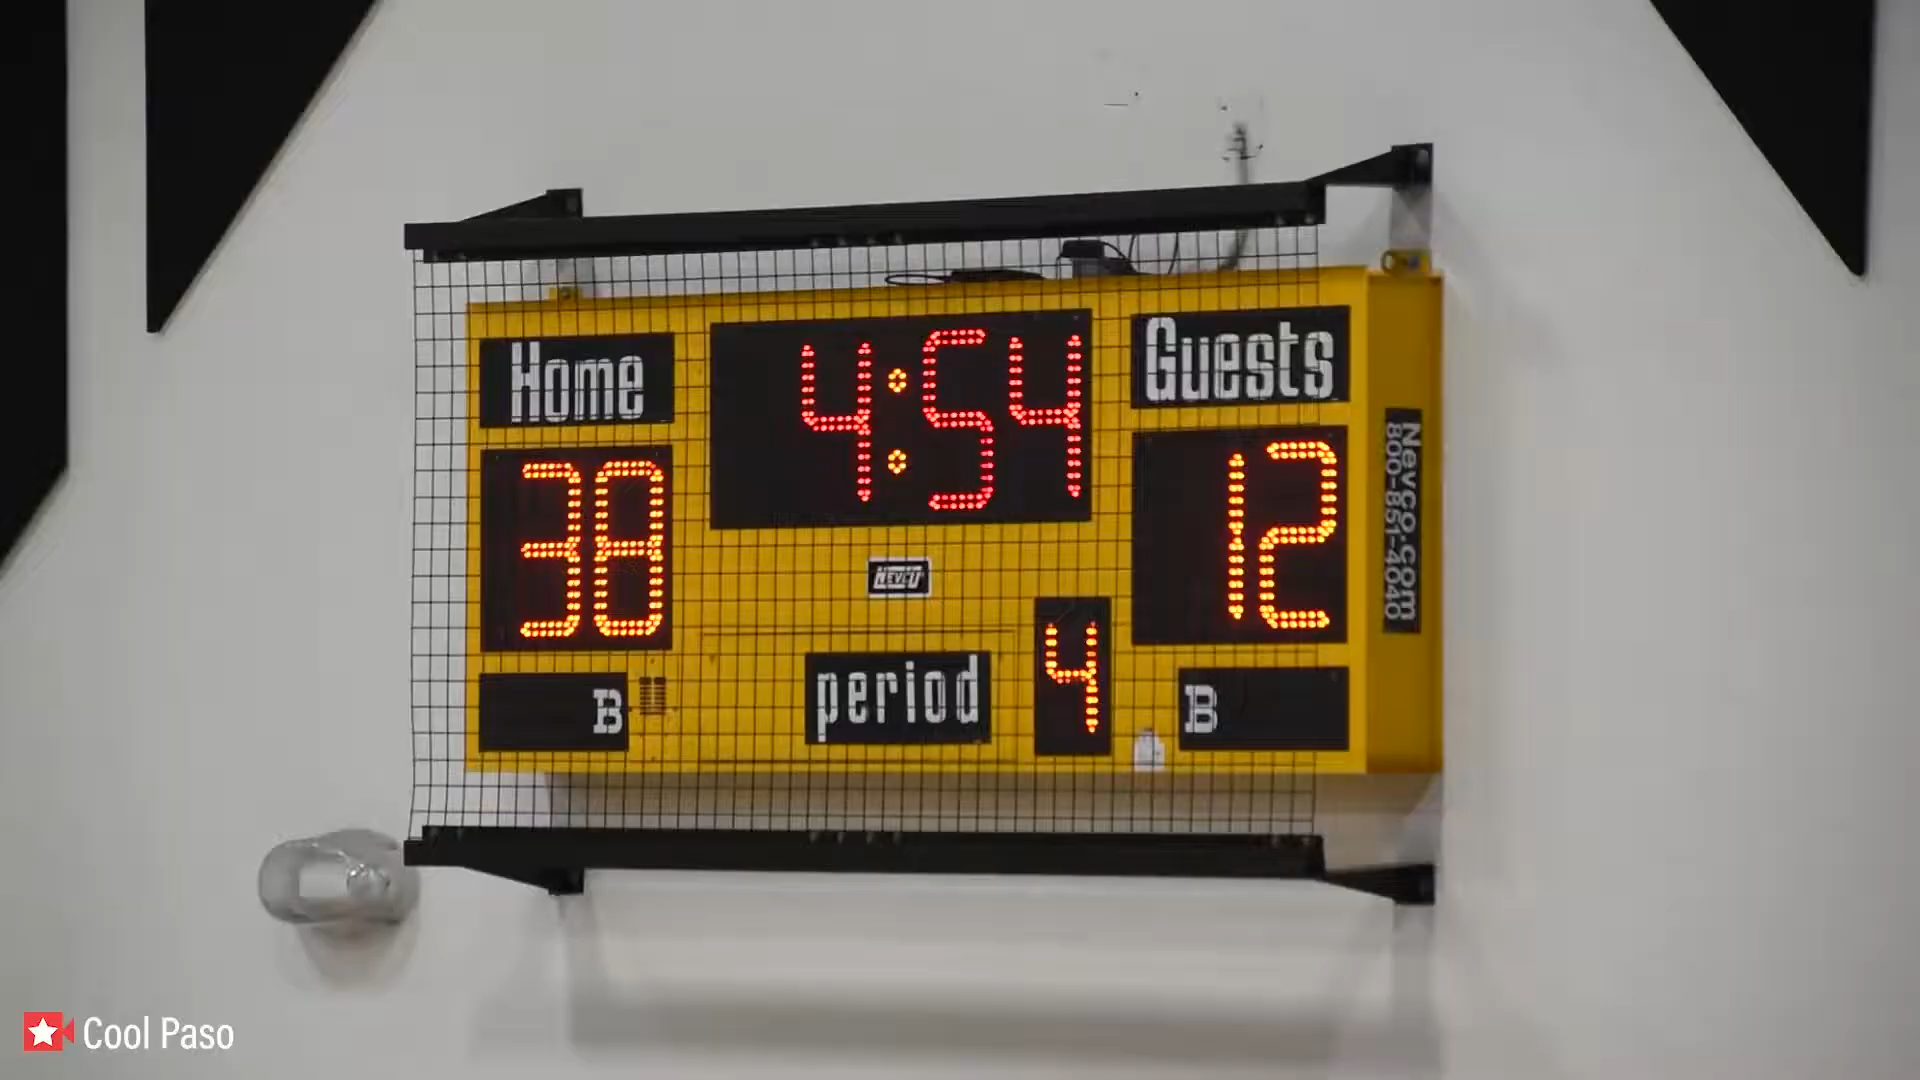 Home
4:54
Guests
38
12
NEVCO
period
4
B
B
Nevco.com
800-851-4040
Cool Paso